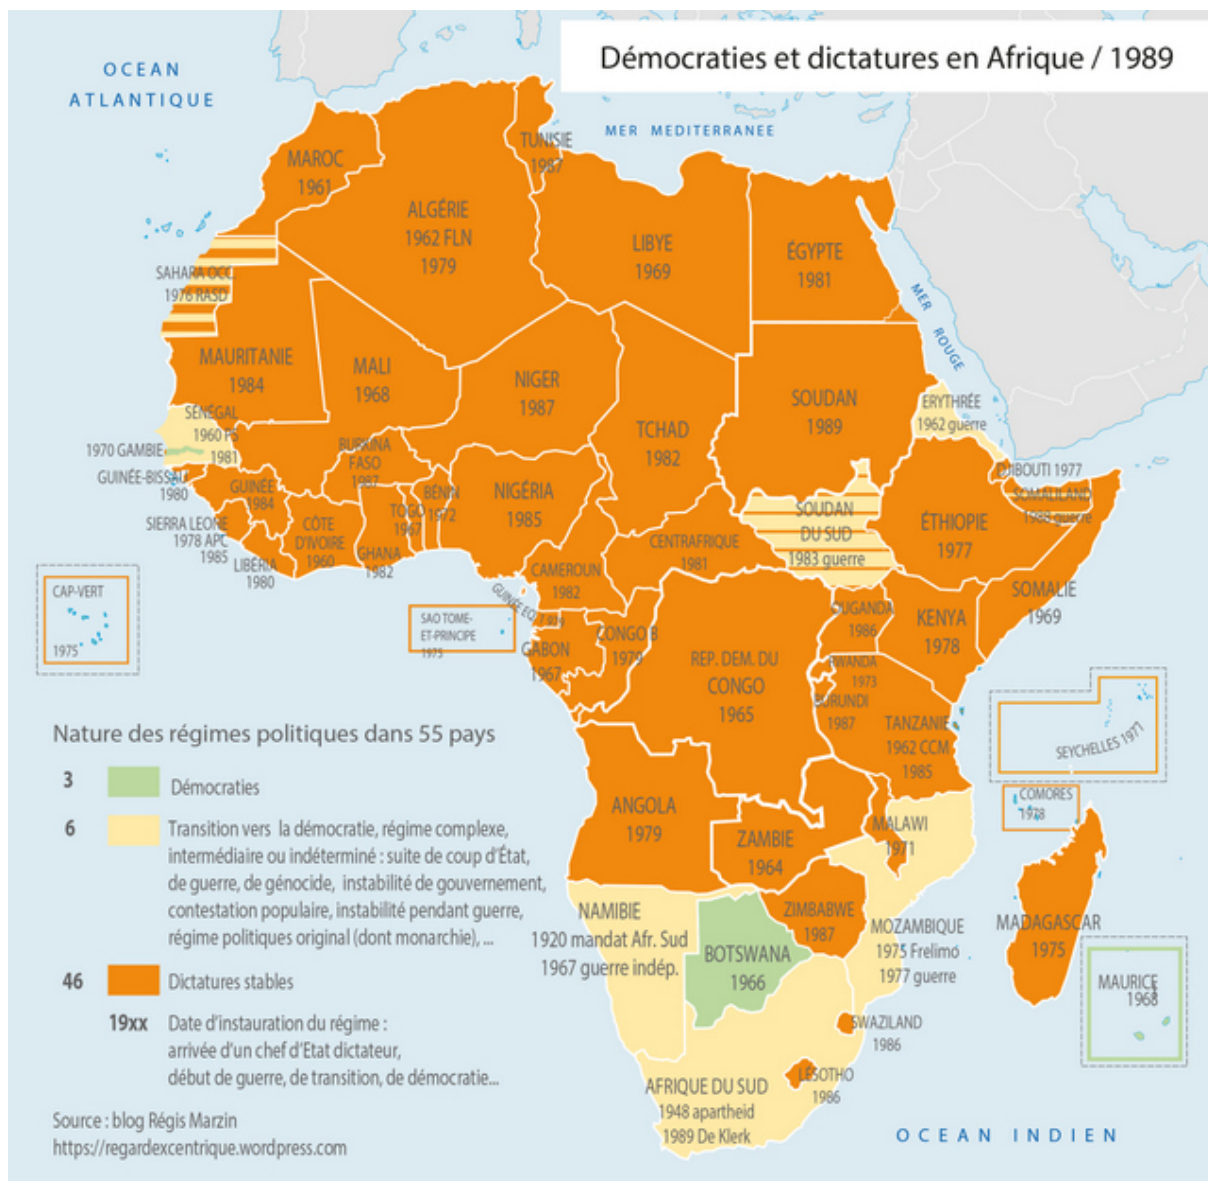 Démocraties et dictatures en Afrique / 1989
OCEAN
ATLANTIQUE
MER MEDITERRANEE
MAROC
1961
ALGÉRIE
1962 FLN
1979
TUNISIE
1987
LIBYE
1969
ÉGYPTE
1981
MER ROUGE
SAHARA OCC.
1976 RASD
MAURITANIE
1984
MALI
1968
NIGER
1987
TCHAD
1982
SOUDAN
1989
ERYTHRÉE
1962 guerre
SÉNÉGAL
1960 PS
1981
1970 GAMBIE
GUINÉE-BISSAU
1980
GUINÉE
1984
SIERRA LEORE
1978 APC
1985
LIBÉRIA
1980
CÔTE
D'IVOIRE
1960
BURKINA
FASO
1987
GHANA
1982
TOGO
1967
BÉNIN
1972
NIGÉRIA
1985
CAMEROUN
1982
CENTRAFRIQUE
1981
SOUDAN
DU SUD
1983 guerre
ÉTHIOPIE
1977
DJIBOUTI 1977
SOMALILAND
1988 guerre
SOMALIE
1969
CAP-VERT
1975
SAO TOME-
ET-PRINCIPE
1975
GUINÉE EQ. 1979
GABON
1967
CONGO B
1979
REP. DEM. DU
CONGO
1965
OUGANDA
1986
KENYA
1978
RWANDA
1973
BURUNDI
1987
TANZANIE
1962 CCM
1985
SEYCHELLES 1977
COMORES
1978
ANGOLA
1979
ZAMBIE
1964
MALAWI
1971
NAMIBIE
1920 mandat Afr. Sud
1967 guerre indép.
BOTSWANA
1966
ZIMBABWE
1987
MOZAMBIQUE
1975 Frelimo
1977 guerre
MADAGASCAR
1975
MAURICE
1968
SWAZILAND
1986
LÉSOTHO
1986
AFRIQUE DU SUD
1948 apartheid
1989 De Klerk
OCEAN INDIEN
Nature des régimes politiques dans 55 pays
3 Démocraties
6 Transition vers la démocratie, régime complexe,
intermédiaire ou indéterminé : suite de coup d'État,
de guerre, de génocide, instabilité de gouvernement,
contestation populaire, instabilité pendant guerre,
régime politiques original (dont monarchie), ...
46 Dictatures stables
19xx Date d'instauration du régime :
arrivée d'un chef d'Etat dictateur,
début de guerre, de transition, de démocratie...
Source : blog Régis Marzin
https://regardexcentrique.wordpress.com